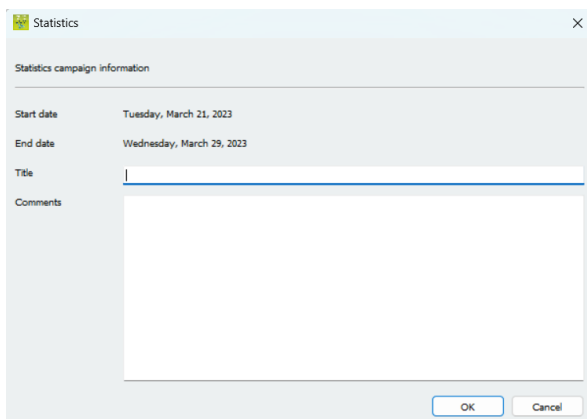 Statistics
Statistics campaign information
Start date Tuesday, March 21, 2023
End date Wednesday, March 29, 2023
Title
Comments
OK Cancel